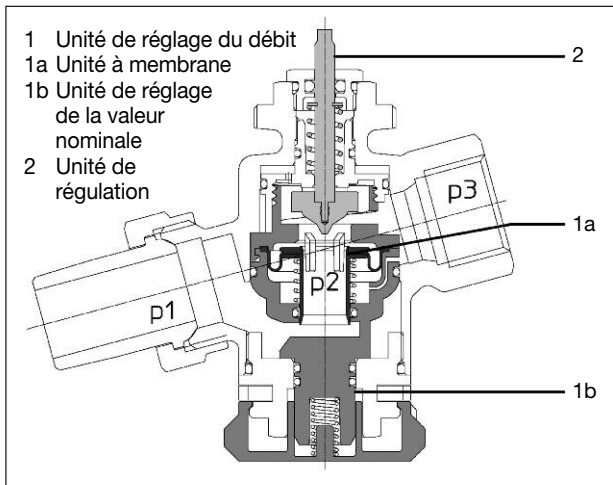 1 Unité de réglage du débit
1a Unité à membrane
1b Unité de réglage
de la valeur
nominale
2 Unité de
régulation
2
p3
1a
p2
p1
1b